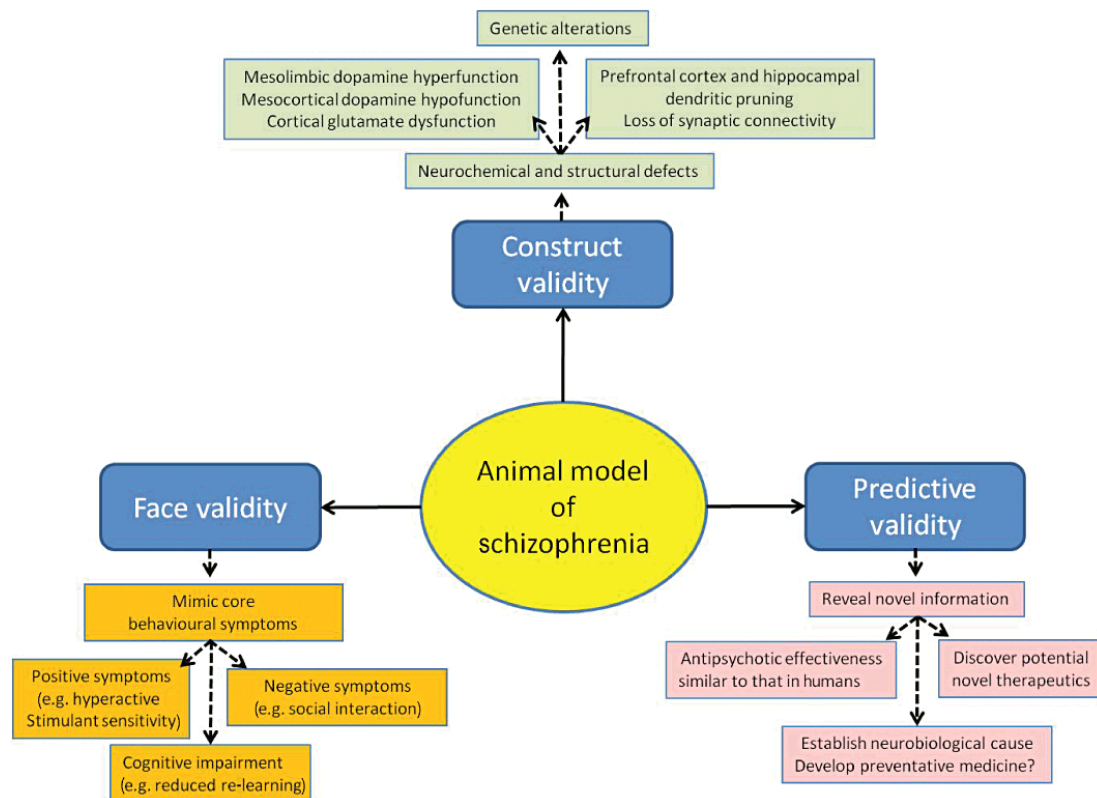 Genetic alterations
Mesolimbic dopamine hyperfunction
Mesocortical dopamine hypofunction
Cortical glutamate dysfunction
Prefrontal cortex and hippocampal
dendritic pruning
Loss of synaptic connectivity
Neurochemical and structural defects
Construct
validity
Animal model
of
schizophrenia
Face validity
Mimic core
behavioural symptoms
Positive symptoms
(e.g. hyperactive
Stimulant sensitivity)
Negative symptoms
(e.g. social interaction)
Cognitive impairment
(e.g. reduced re-learning)
Predictive
validity
Reveal novel information
Antipsychotic effectiveness
similar to that in humans
Discover potential
novel therapeutics
Establish neurobiological cause
Develop preventative medicine?